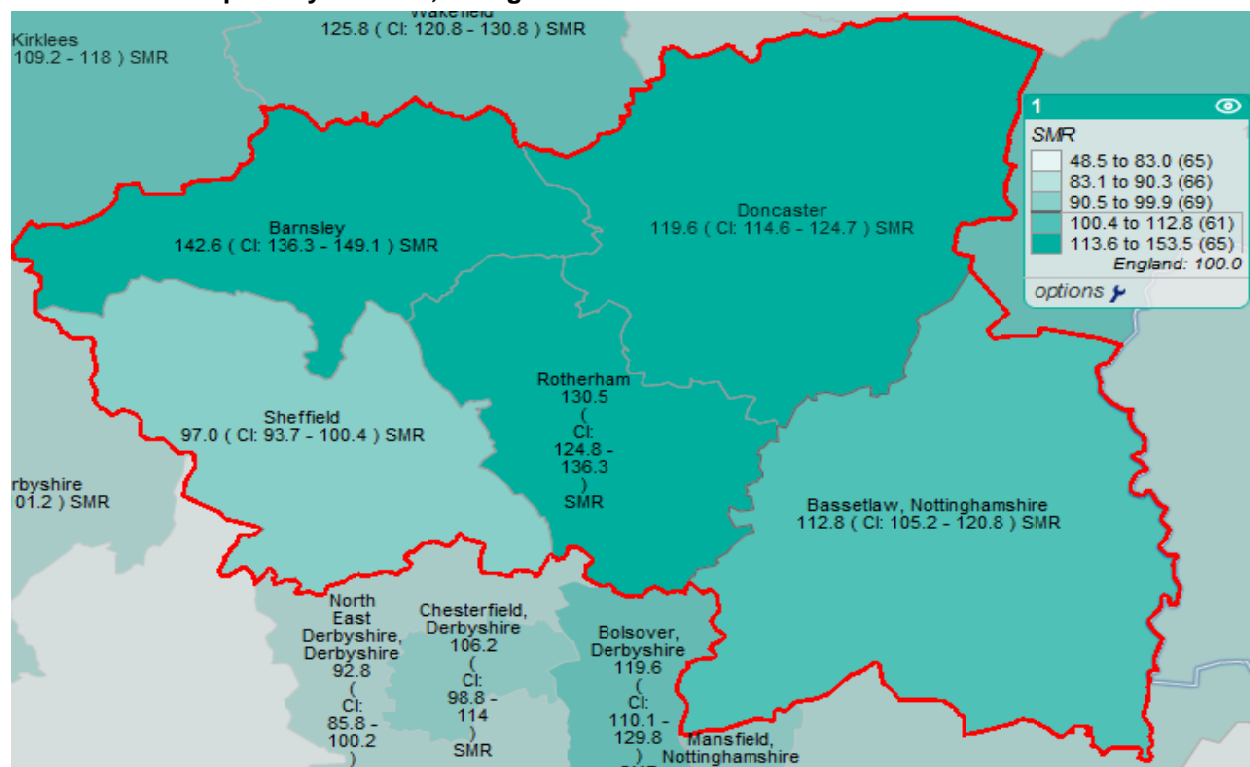 Wakefield
125.8 ( CI: 120.8 - 130.8 ) SMR
Kirklees
109.2 - 118 ) SMR
1
SMR
48.5 to 83.0 (65)
83.1 to 90.3 (66)
90.5 to 99.9 (69)
100.4 to 112.8 (61)
113.6 to 153.5 (65)
England: 100.0
options
Barnsley
142.6 ( CI: 136.3 - 149.1 ) SMR
Doncaster
119.6 ( CI: 114.6 - 124.7 ) SMR
Rotherham
130.5
(
CI:
124.8 -
136.3
)
SMR
Sheffield
97.0 ( CI: 93.7 - 100.4 ) SMR
rbyshire
01.2 ) SMR
Bassetlaw, Nottinghamshire
112.8 ( CI: 105.2 - 120.8 ) SMR
North
East
Derbyshire,
Derbyshire
92.8
(
CI:
85.8 -
100.2
)
Chesterfield,
Derbyshire
106.2
(
CI:
98.8 -
114
)
SMR
Bolsover,
Derbyshire
119.6
(
CI:
110.1 -
129.8
)
SMR
Mansfield,
Nottinghamshire